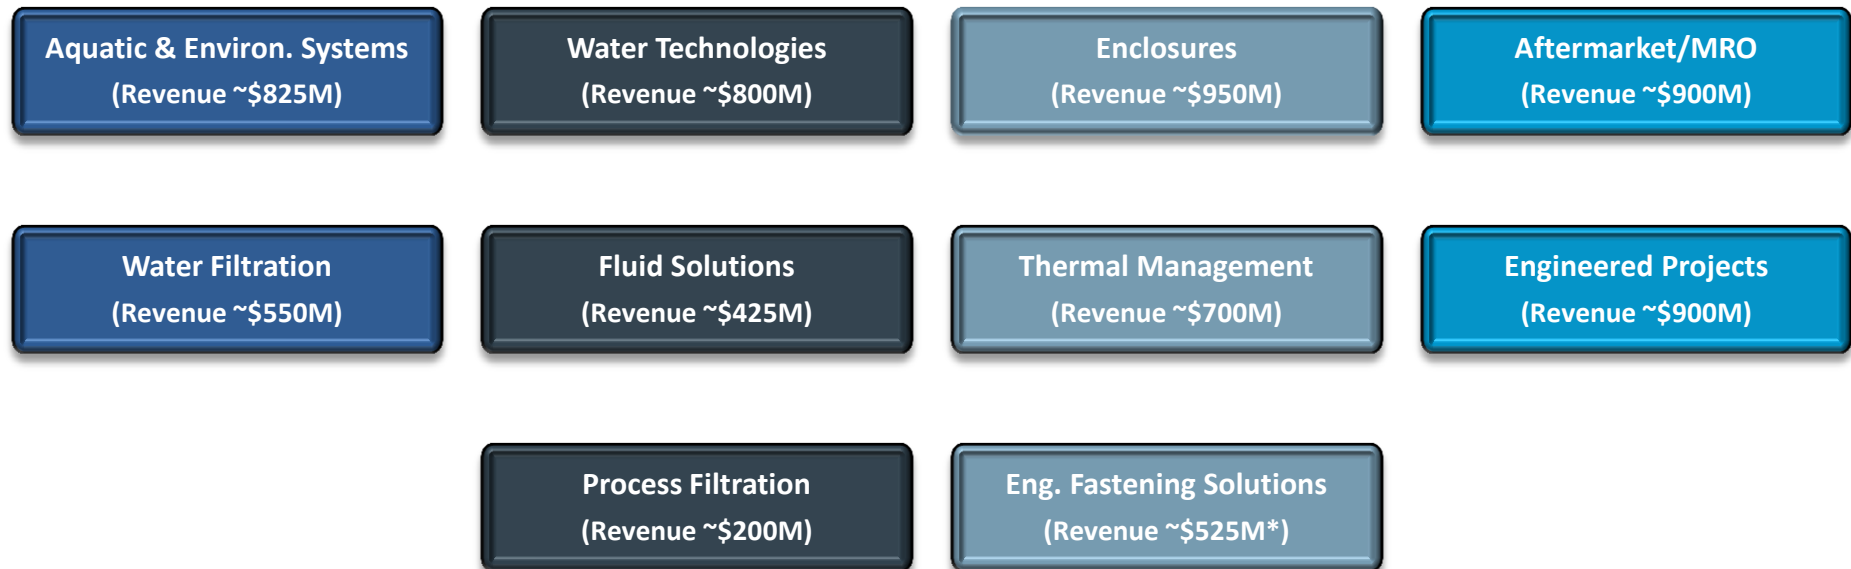 Aquatic & Environ. Systems
(Revenue ~$825M)
Water Technologies
(Revenue ~$800M)
Enclosures
(Revenue ~$950M)
Aftermarket/MRO
(Revenue ~$900M)
Water Filtration
(Revenue ~$550M)
Fluid Solutions
(Revenue ~$425M)
Thermal Management
(Revenue ~$700M)
Engineered Projects
(Revenue ~$900M)
Process Filtration
(Revenue ~$200M)
Eng. Fastening Solutions
(Revenue ~$525M*)